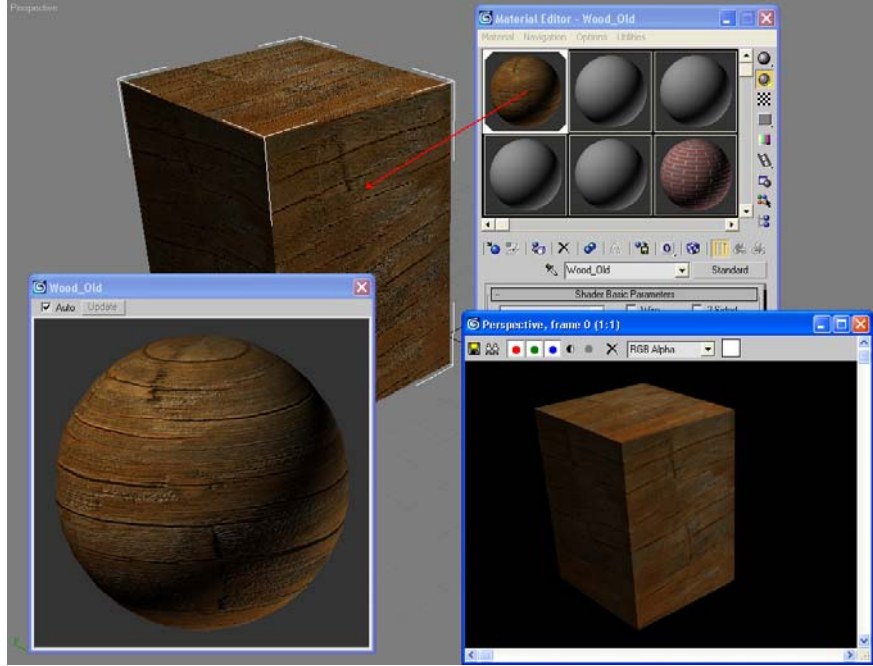 Perspective
Material Editor - Wood_Old
Material Navigation Options Utilities
Wood_Old
Standard
Shader Basic Parameters
Wire
2-Sided
Wood_Old
Auto
Update
Perspective, frame 0 (1:1)
RGB Alpha